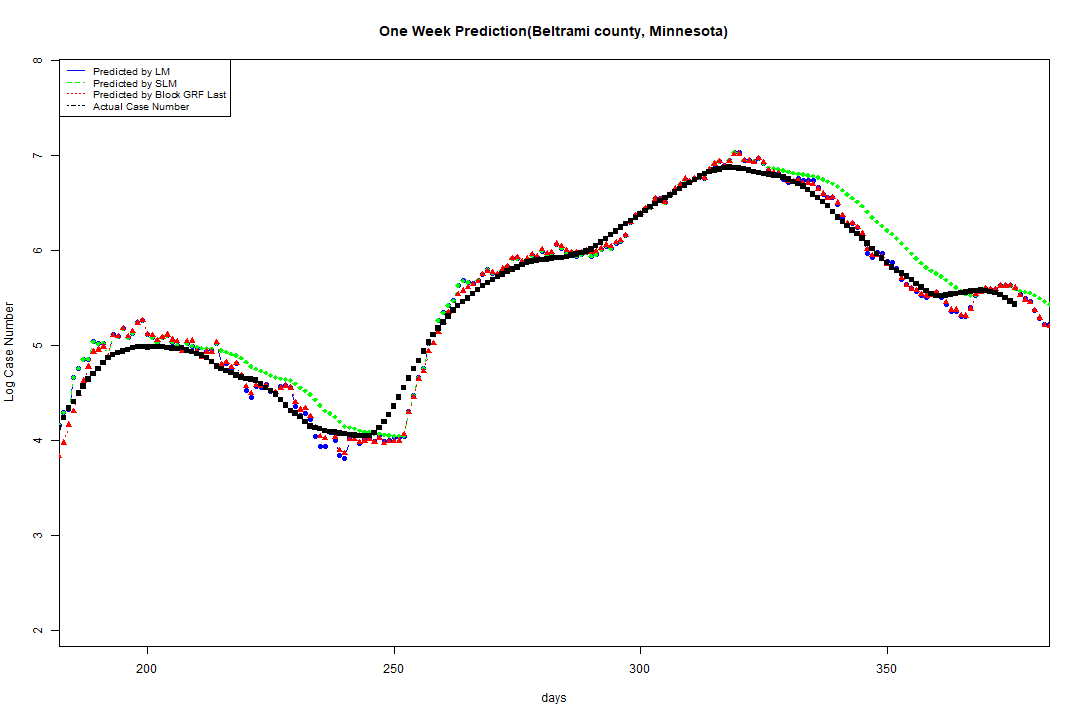 One Week Prediction(Beltrami county, Minnesota)
Predicted by LM
Predicted by SLM
Predicted by Block GRF Last
Actual Case Number
8
7
6
5
4
3
2
Log Case Number
200 250 300 350
days